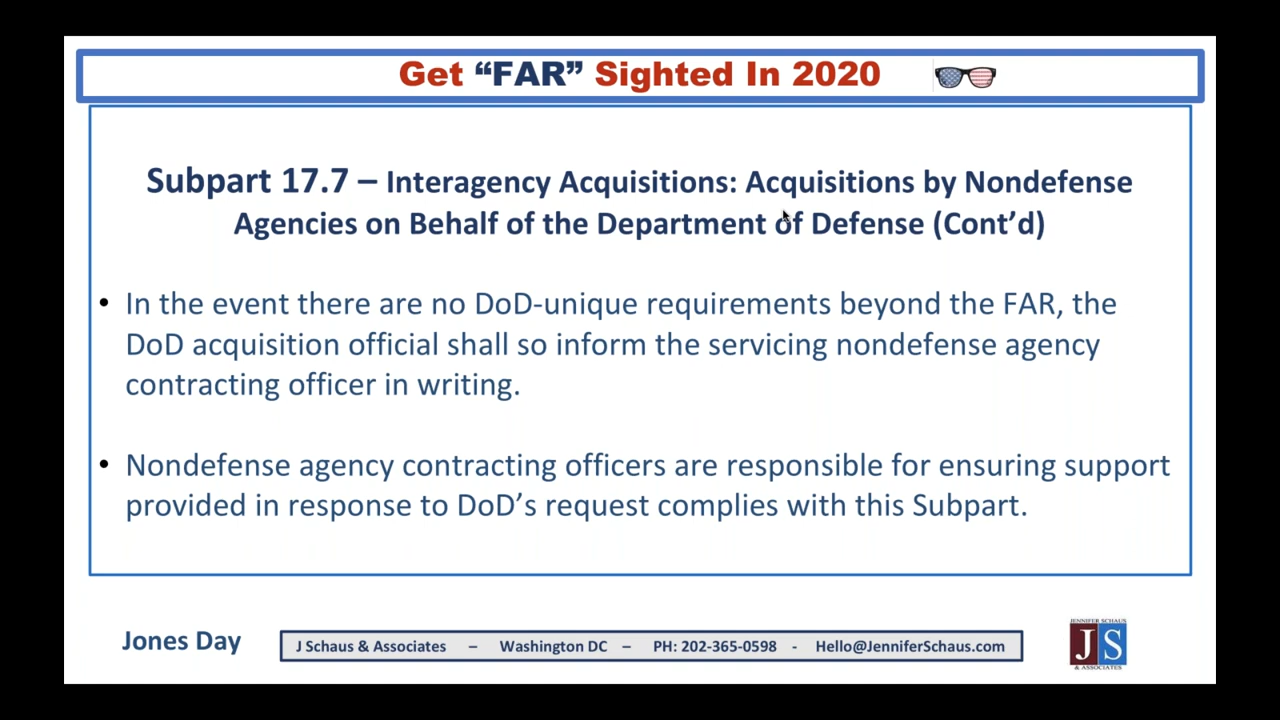 Get “FAR” Sighted In 2020
Subpart 17.7 – Interagency Acquisitions: Acquisitions by Nondefense
Agencies on Behalf of the Department of Defense (Cont’d)
• In the event there are no DoD-unique requirements beyond the FAR, the
DoD acquisition official shall so inform the servicing nondefense agency
contracting officer in writing.
• Nondefense agency contracting officers are responsible for ensuring support
provided in response to DoD’s request complies with this Subpart.
Jones Day
J Schaus & Associates – Washington DC – PH: 202-365-0598 - Hello@JenniferSchaus.com
JENNIFER SCHAUS
JS
& ASSOCIATES